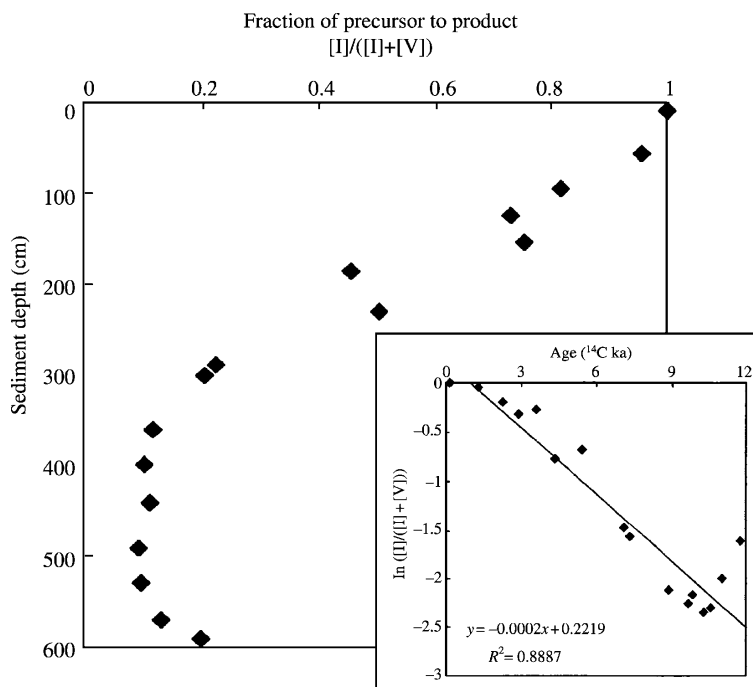 Fraction of precursor to product
[I]/([I]+[V])
0 0.2 0.4 0.6 0.8 1
0
100
200
300
400
500
600
Sediment depth (cm)
Age (¹⁴C ka)
0 3 6 9 12
0
−0.5
−1
−1.5
−2
−2.5
−3
ln ([I]/([I]+[V]))
y=−0.0002x+0.2219
R²=0.8887